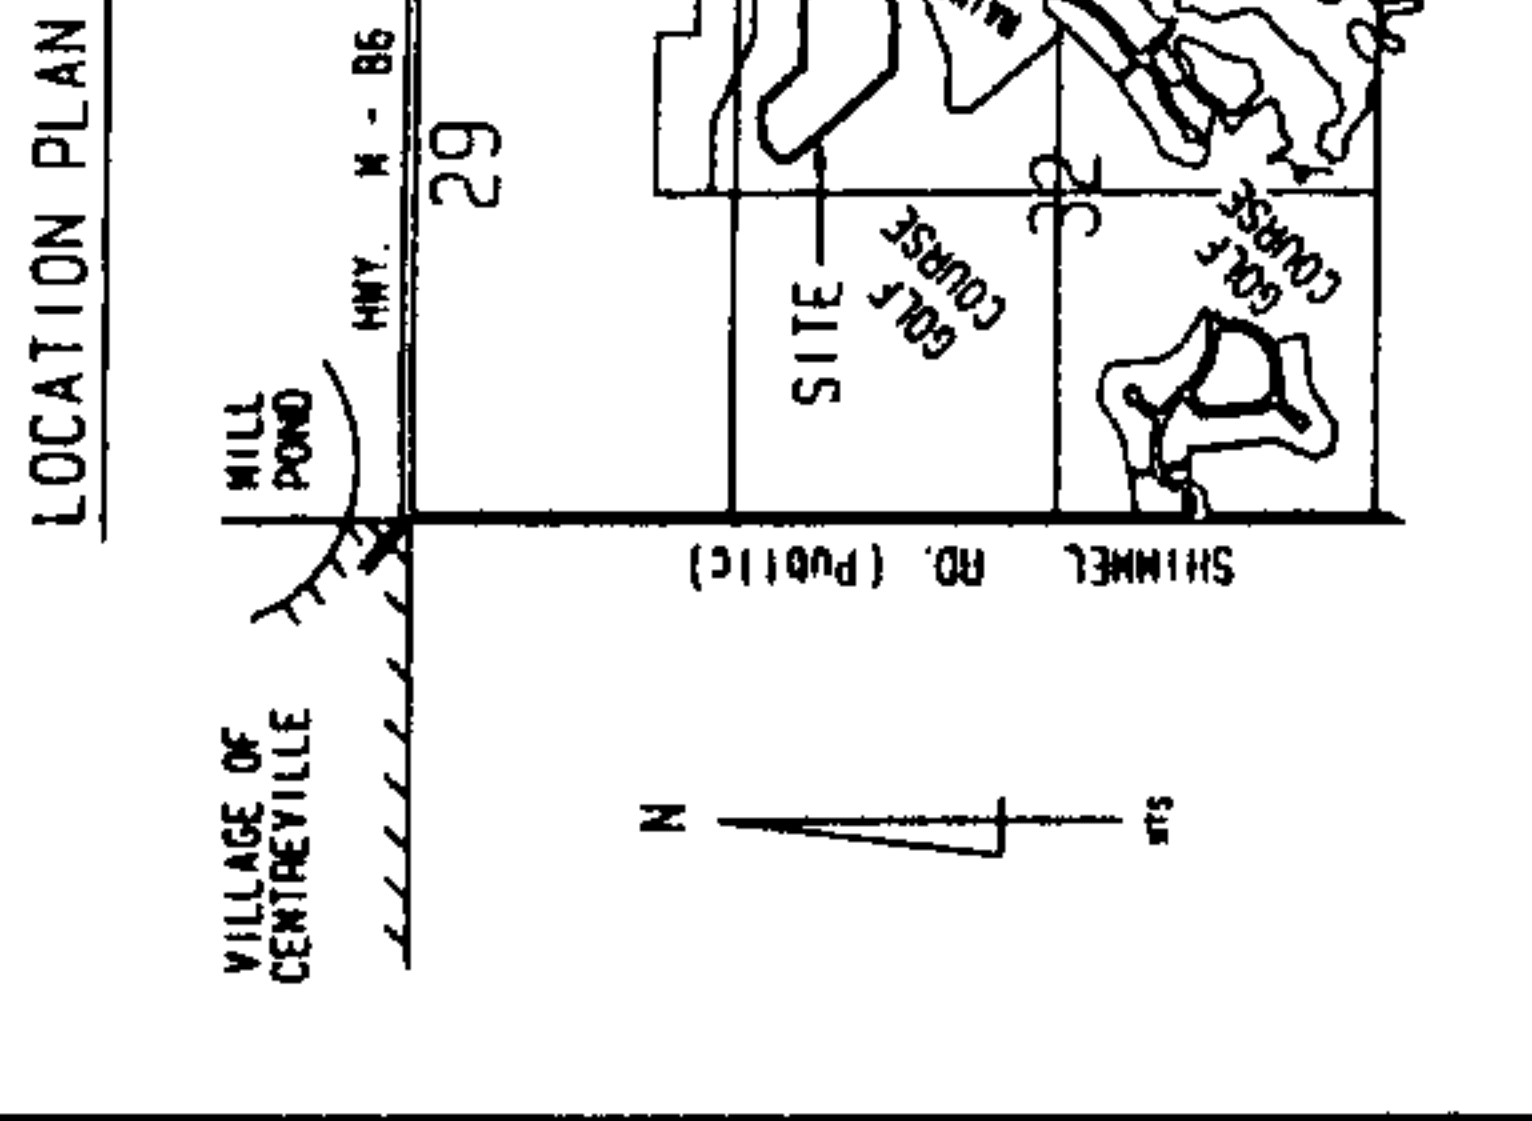 LOCATION PLAN
MILL
POND
HWY. M - 86
29
VILLAGE OF
CENTREVILLE
SITE
GOLF
COURSE
32
GOLF
COURSE
SHIMMEL RD. (Public)
N
NTS